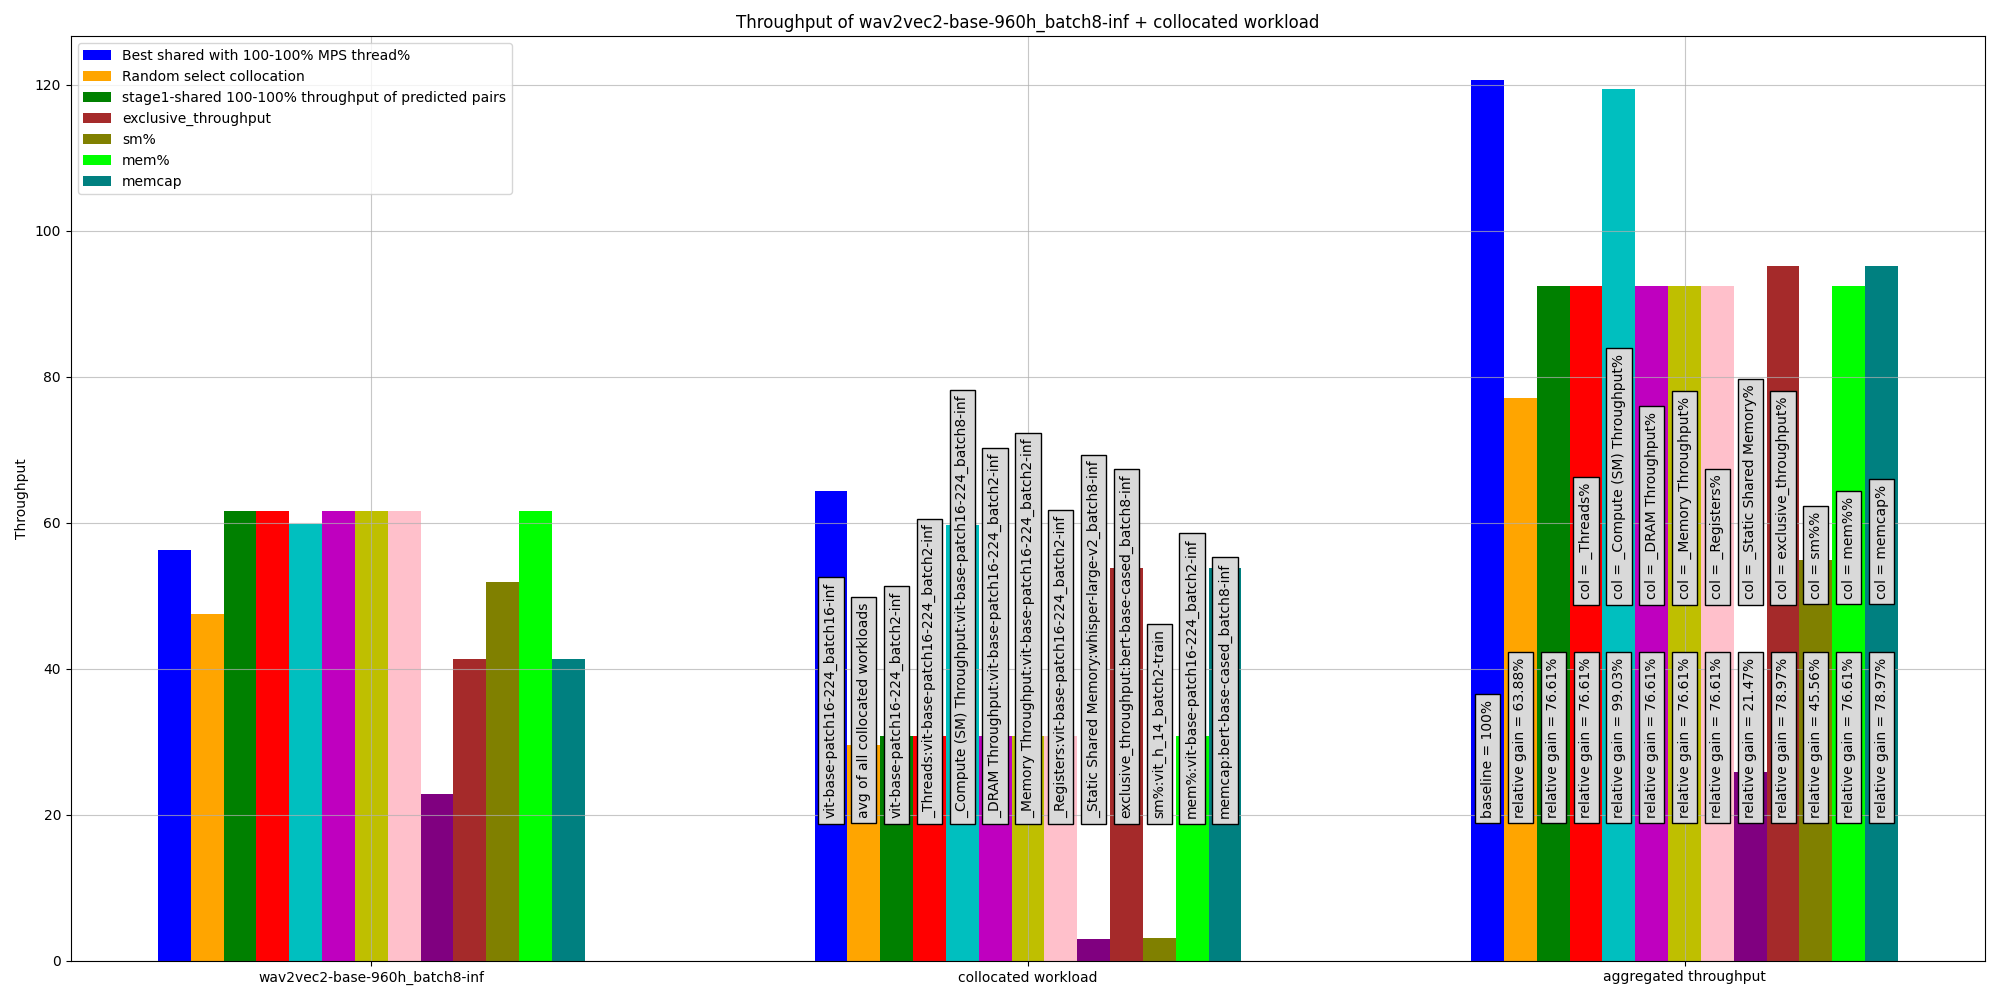 Throughput of wav2vec2-base-960h_batch8-inf + collocated workload
Best shared with 100-100% MPS thread%
Random select collocation
stage1-shared 100-100% throughput of predicted pairs
exclusive_throughput
sm%
mem%
memcap
Throughput
120
100
80
60
40
20
0
vit-base-patch16-224_batch16-inf
avg of all collocated workloads
vit-base-patch16-224_batch2-inf
_Threads:vit-base-patch16-224_batch2-inf
_Compute (SM) Throughput:vit-base-patch16-224_batch8-inf
_DRAM Throughput:vit-base-patch16-224_batch2-inf
_Memory Throughput:vit-base-patch16-224_batch2-inf
_Registers:vit-base-patch16-224_batch2-inf
_Static Shared Memory:whisper-large-v2_batch8-inf
exclusive_throughput:bert-base-cased_batch8-inf
sm%:vit_h_14_batch2-train
mem%:vit-base-patch16-224_batch2-inf
memcap:bert-base-cased_batch8-inf
col = _Threads%
col = _Compute (SM) Throughput%
col = _DRAM Throughput%
col = _Memory Throughput%
col = _Registers%
col = _Static Shared Memory%
col = exclusive_throughput%
col = sm%%
col = mem%%
col = memcap%
baseline = 100%
relative gain = 63.88%
relative gain = 76.61%
relative gain = 76.61%
relative gain = 99.03%
relative gain = 76.61%
relative gain = 76.61%
relative gain = 76.61%
relative gain = 21.47%
relative gain = 78.97%
relative gain = 45.56%
relative gain = 76.61%
relative gain = 78.97%
wav2vec2-base-960h_batch8-inf
collocated workload
aggregated throughput